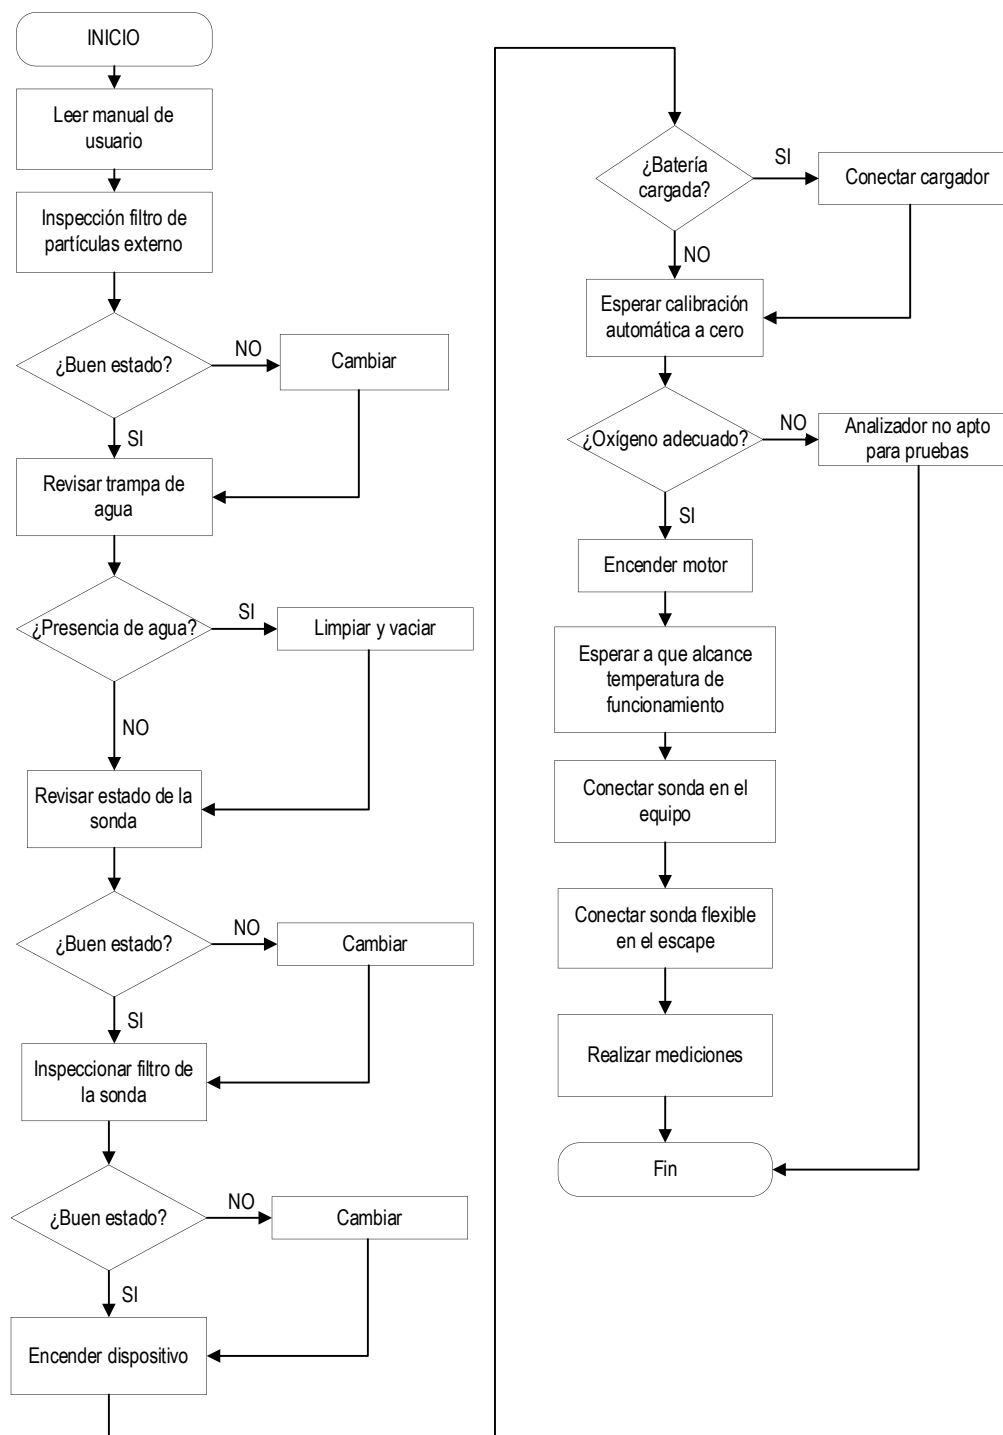 INICIO
Leer manual de
usuario
Inspección filtro de
partículas externo
¿Buen estado?
NO
Cambiar
SI
Revisar trampa de
agua
¿Presencia de agua?
SI
Limpiar y vaciar
NO
Revisar estado de la
sonda
¿Buen estado?
NO
Cambiar
SI
Inspeccionar filtro de
la sonda
¿Buen estado?
NO
Cambiar
SI
Encender dispositivo
¿Batería
cargada?
SI
Conectar cargador
NO
Esperar calibración
automática a cero
¿Oxígeno adecuado?
NO
Analizador no apto
para pruebas
SI
Encender motor
Esperar a que alcance
temperatura de
funcionamiento
Conectar sonda en el
equipo
Conectar sonda flexible
en el escape
Realizar mediciones
Fin